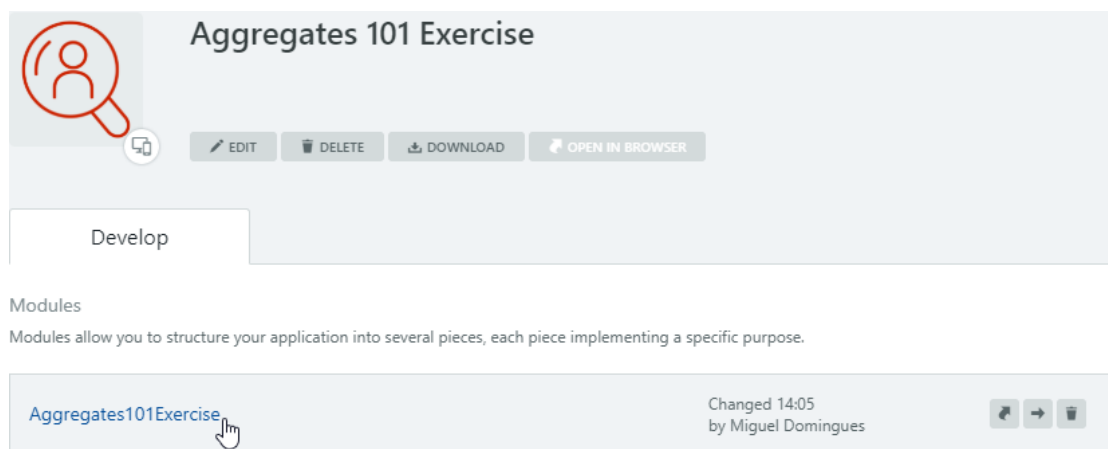 Aggregates 101 Exercise
EDIT DELETE DOWNLOAD OPEN IN BROWSER
Develop
Modules
Modules allow you to structure your application into several pieces, each piece implementing a specific purpose.
Aggregates101Exercise
Changed 14:05
by Miguel Domingues